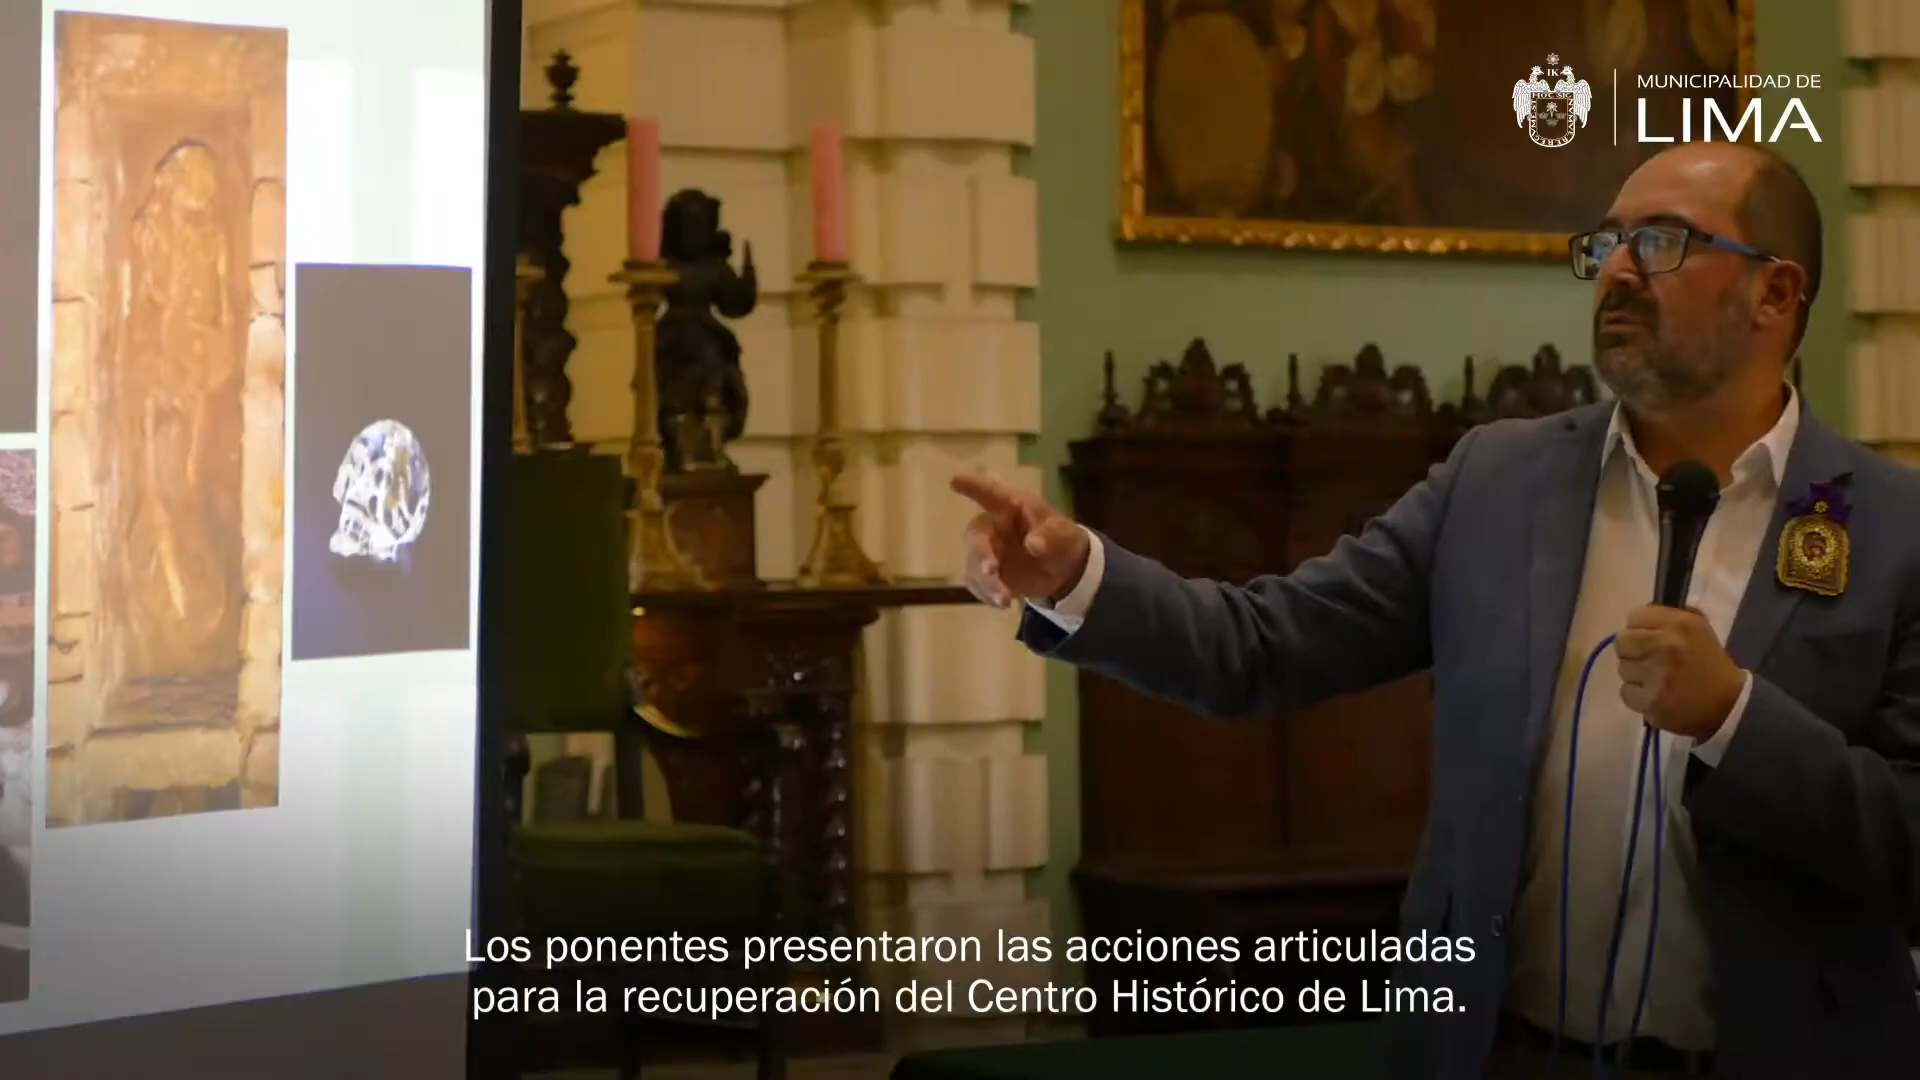 MUNICIPALIDAD DE
LIMA
Los ponentes presentaron las acciones articuladas
para la recuperación del Centro Histórico de Lima.